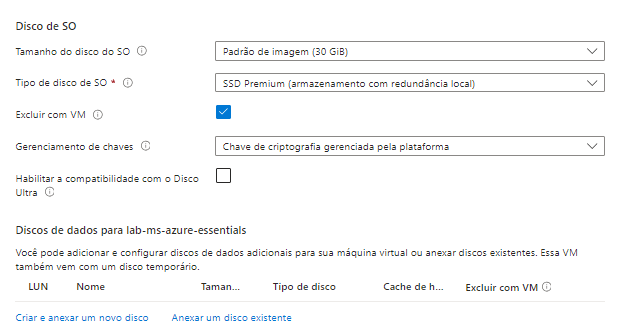 Disco de SO
Tamanho do disco do SO
Padrão de imagem (30 GiB)
Tipo de disco de SO *
SSD Premium (armazenamento com redundância local)
Excluir com VM
Gerenciamento de chaves
Chave de criptografia gerenciada pela plataforma
Habilitar a compatibilidade com o Disco
Ultra
Discos de dados para lab-ms-azure-essentials
Você pode adicionar e configurar discos de dados adicionais para sua máquina virtual ou anexar discos existentes. Essa VM
também vem com um disco temporário.
LUN Nome Taman... Tipo de disco Cache de h... Excluir com VM
Criar e anexar um novo disco Anexar um disco existente